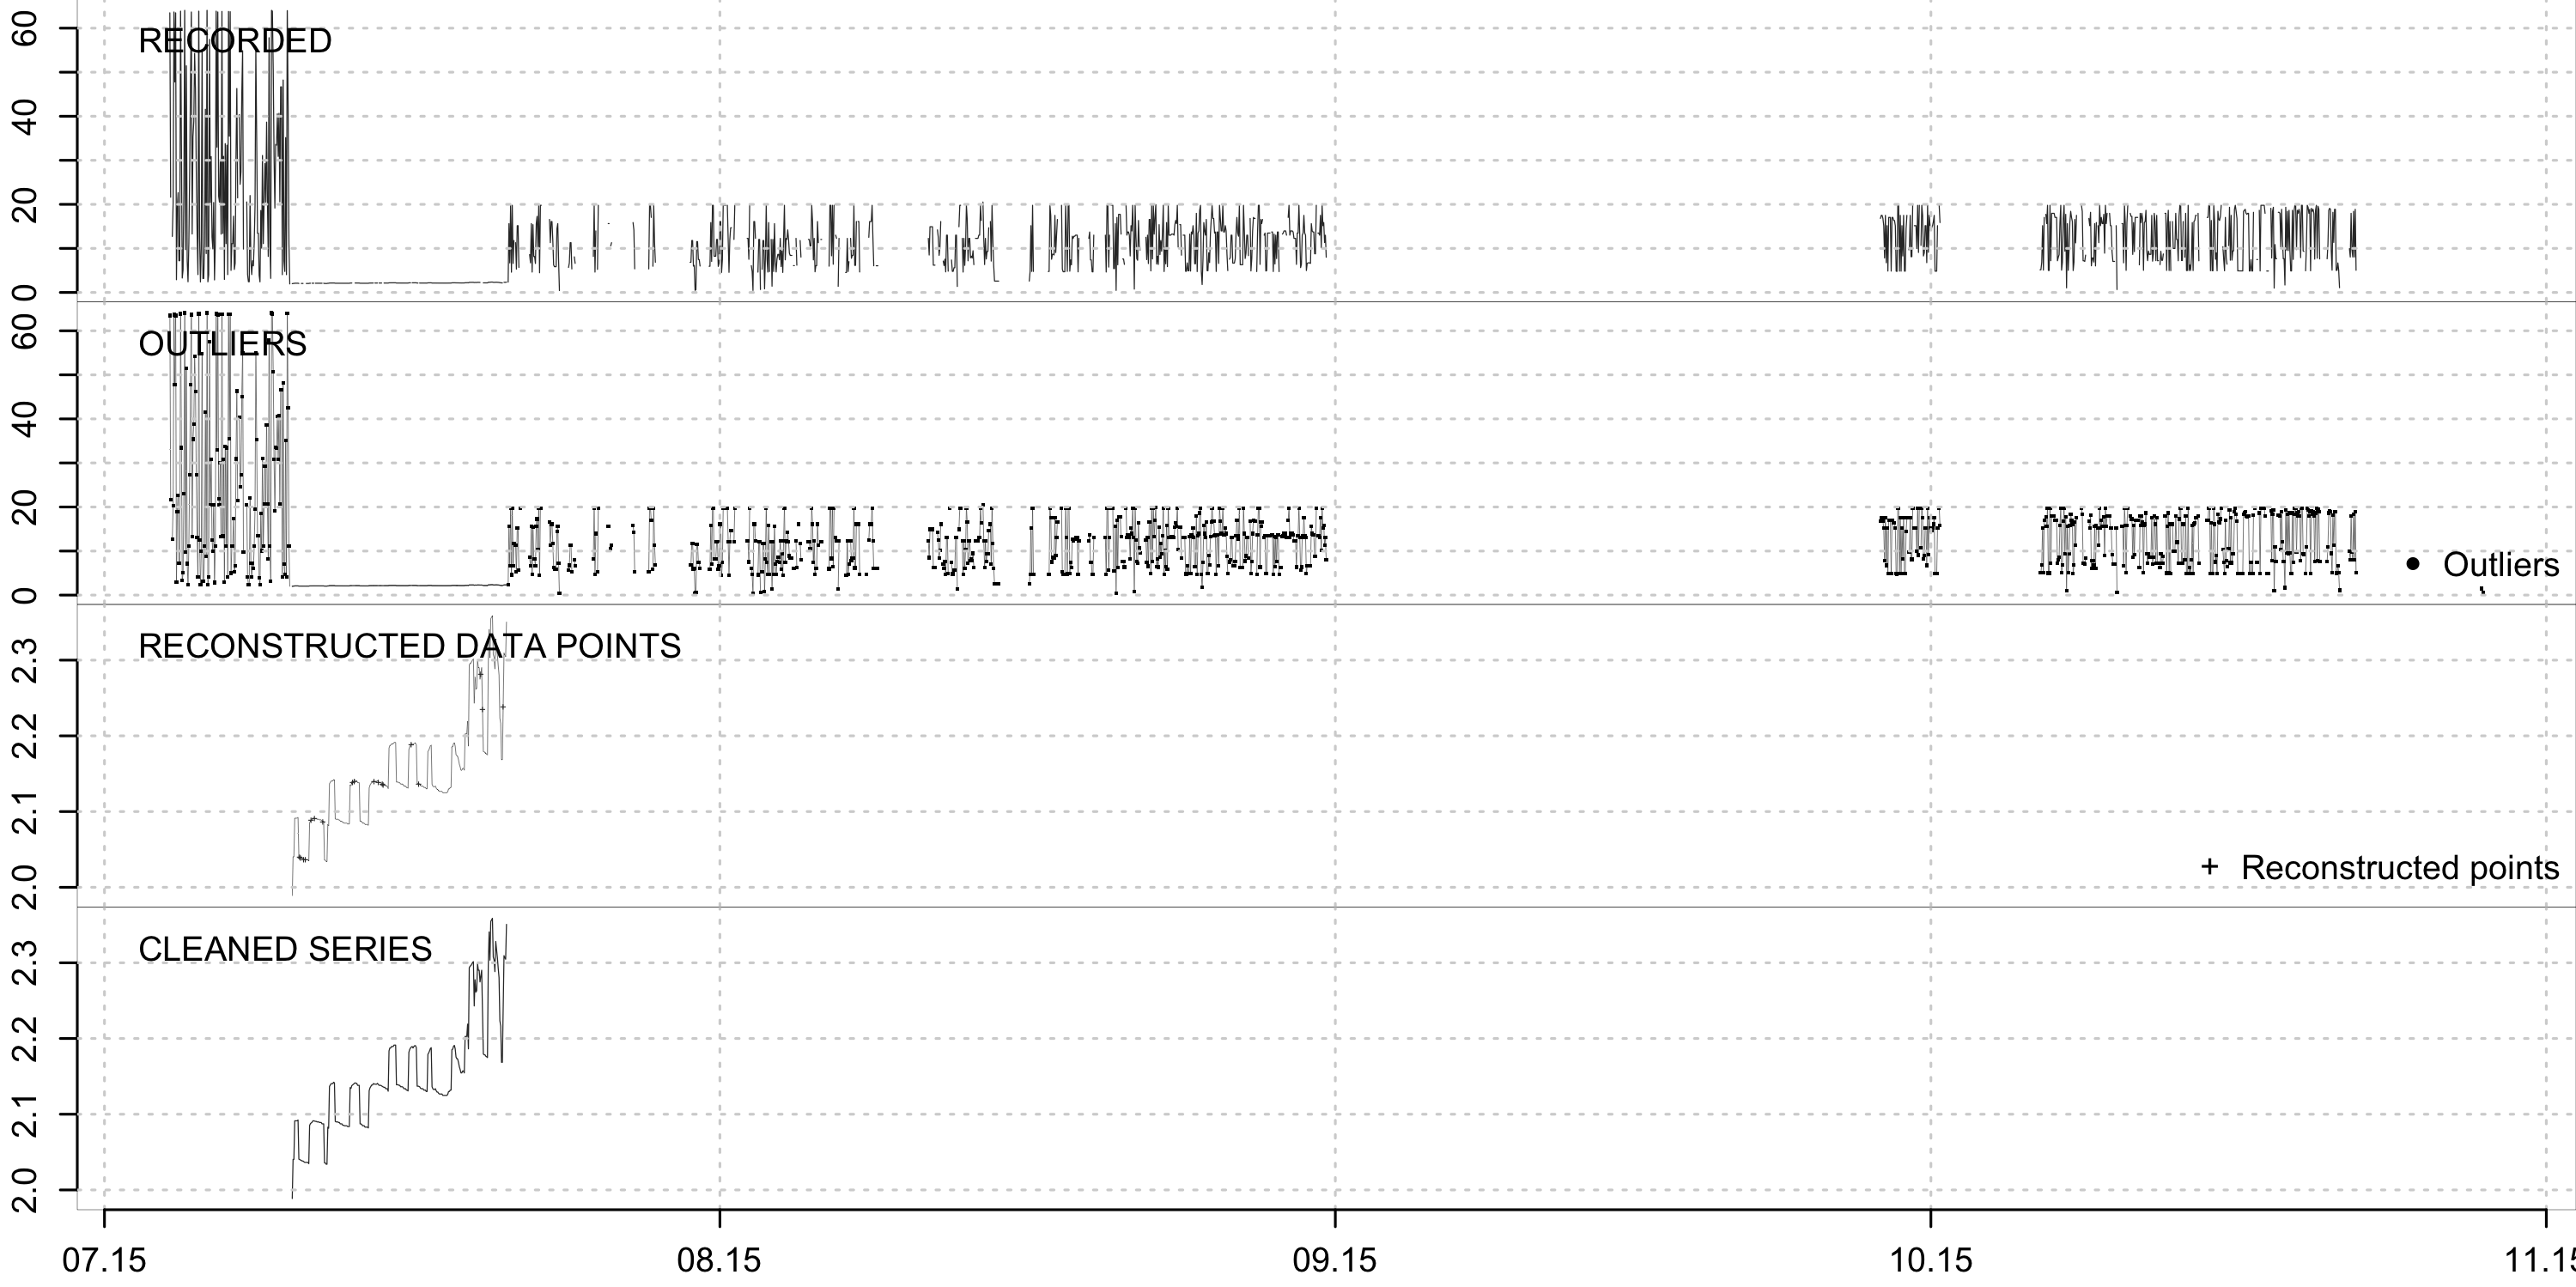 60
RECORDED
40
20
0
60
OUTLIERS
40
20
0
Outliers
RECONSTRUCTED DATA POINTS
2.3
2.2
2.1
2.0
Reconstructed points
CLEANED SERIES
2.3
2.2
2.1
2.0
07.15 08.15 09.15 10.15 11.15